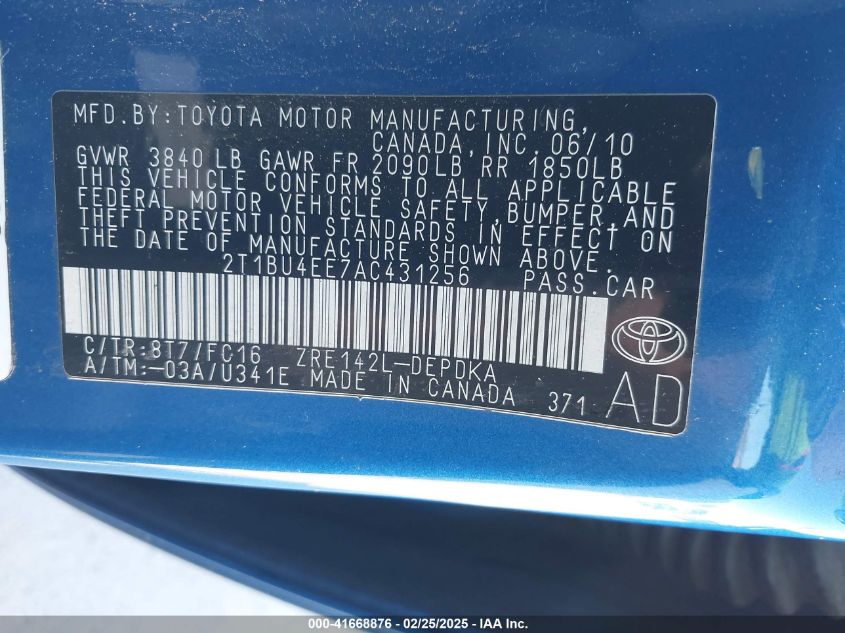 MFD.BY:TOYOTA MOTOR MANUFACTURING,
CANADA,INC. 06/10
GVWR 3840 LB GAWR FR 2090LB RR 1850LB
THIS VEHICLE CONFORMS TO ALL APPLICABLE
FEDERAL MOTOR VEHICLE SAFETY,BUMPER,AND
THEFT PREVENTION STANDARDS IN EFFECT ON
THE DATE OF MANUFACTURE SHOWN ABOVE.
2T1BU4EE7AC431256 PASS.CAR
C/TR:8T7/FC16 ZRE142L-DEPDKA
A/TM:-03A/U341E MADE IN CANADA 371 AD
000-41668876 - 02/25/2025 - IAA Inc.